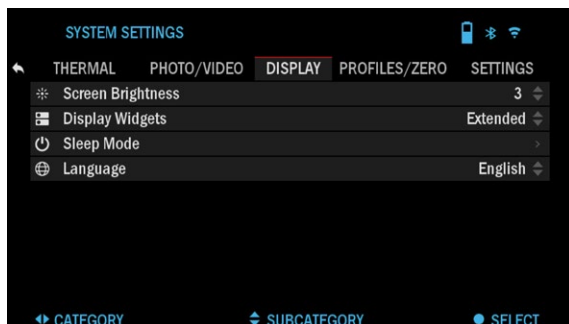 SYSTEM SETTINGS
THERMAL PHOTO/VIDEO DISPLAY PROFILES/ZERO SETTINGS
Screen Brightness 3
Display Widgets Extended
Sleep Mode
Language English
CATEGORY SUBCATEGORY SELECT